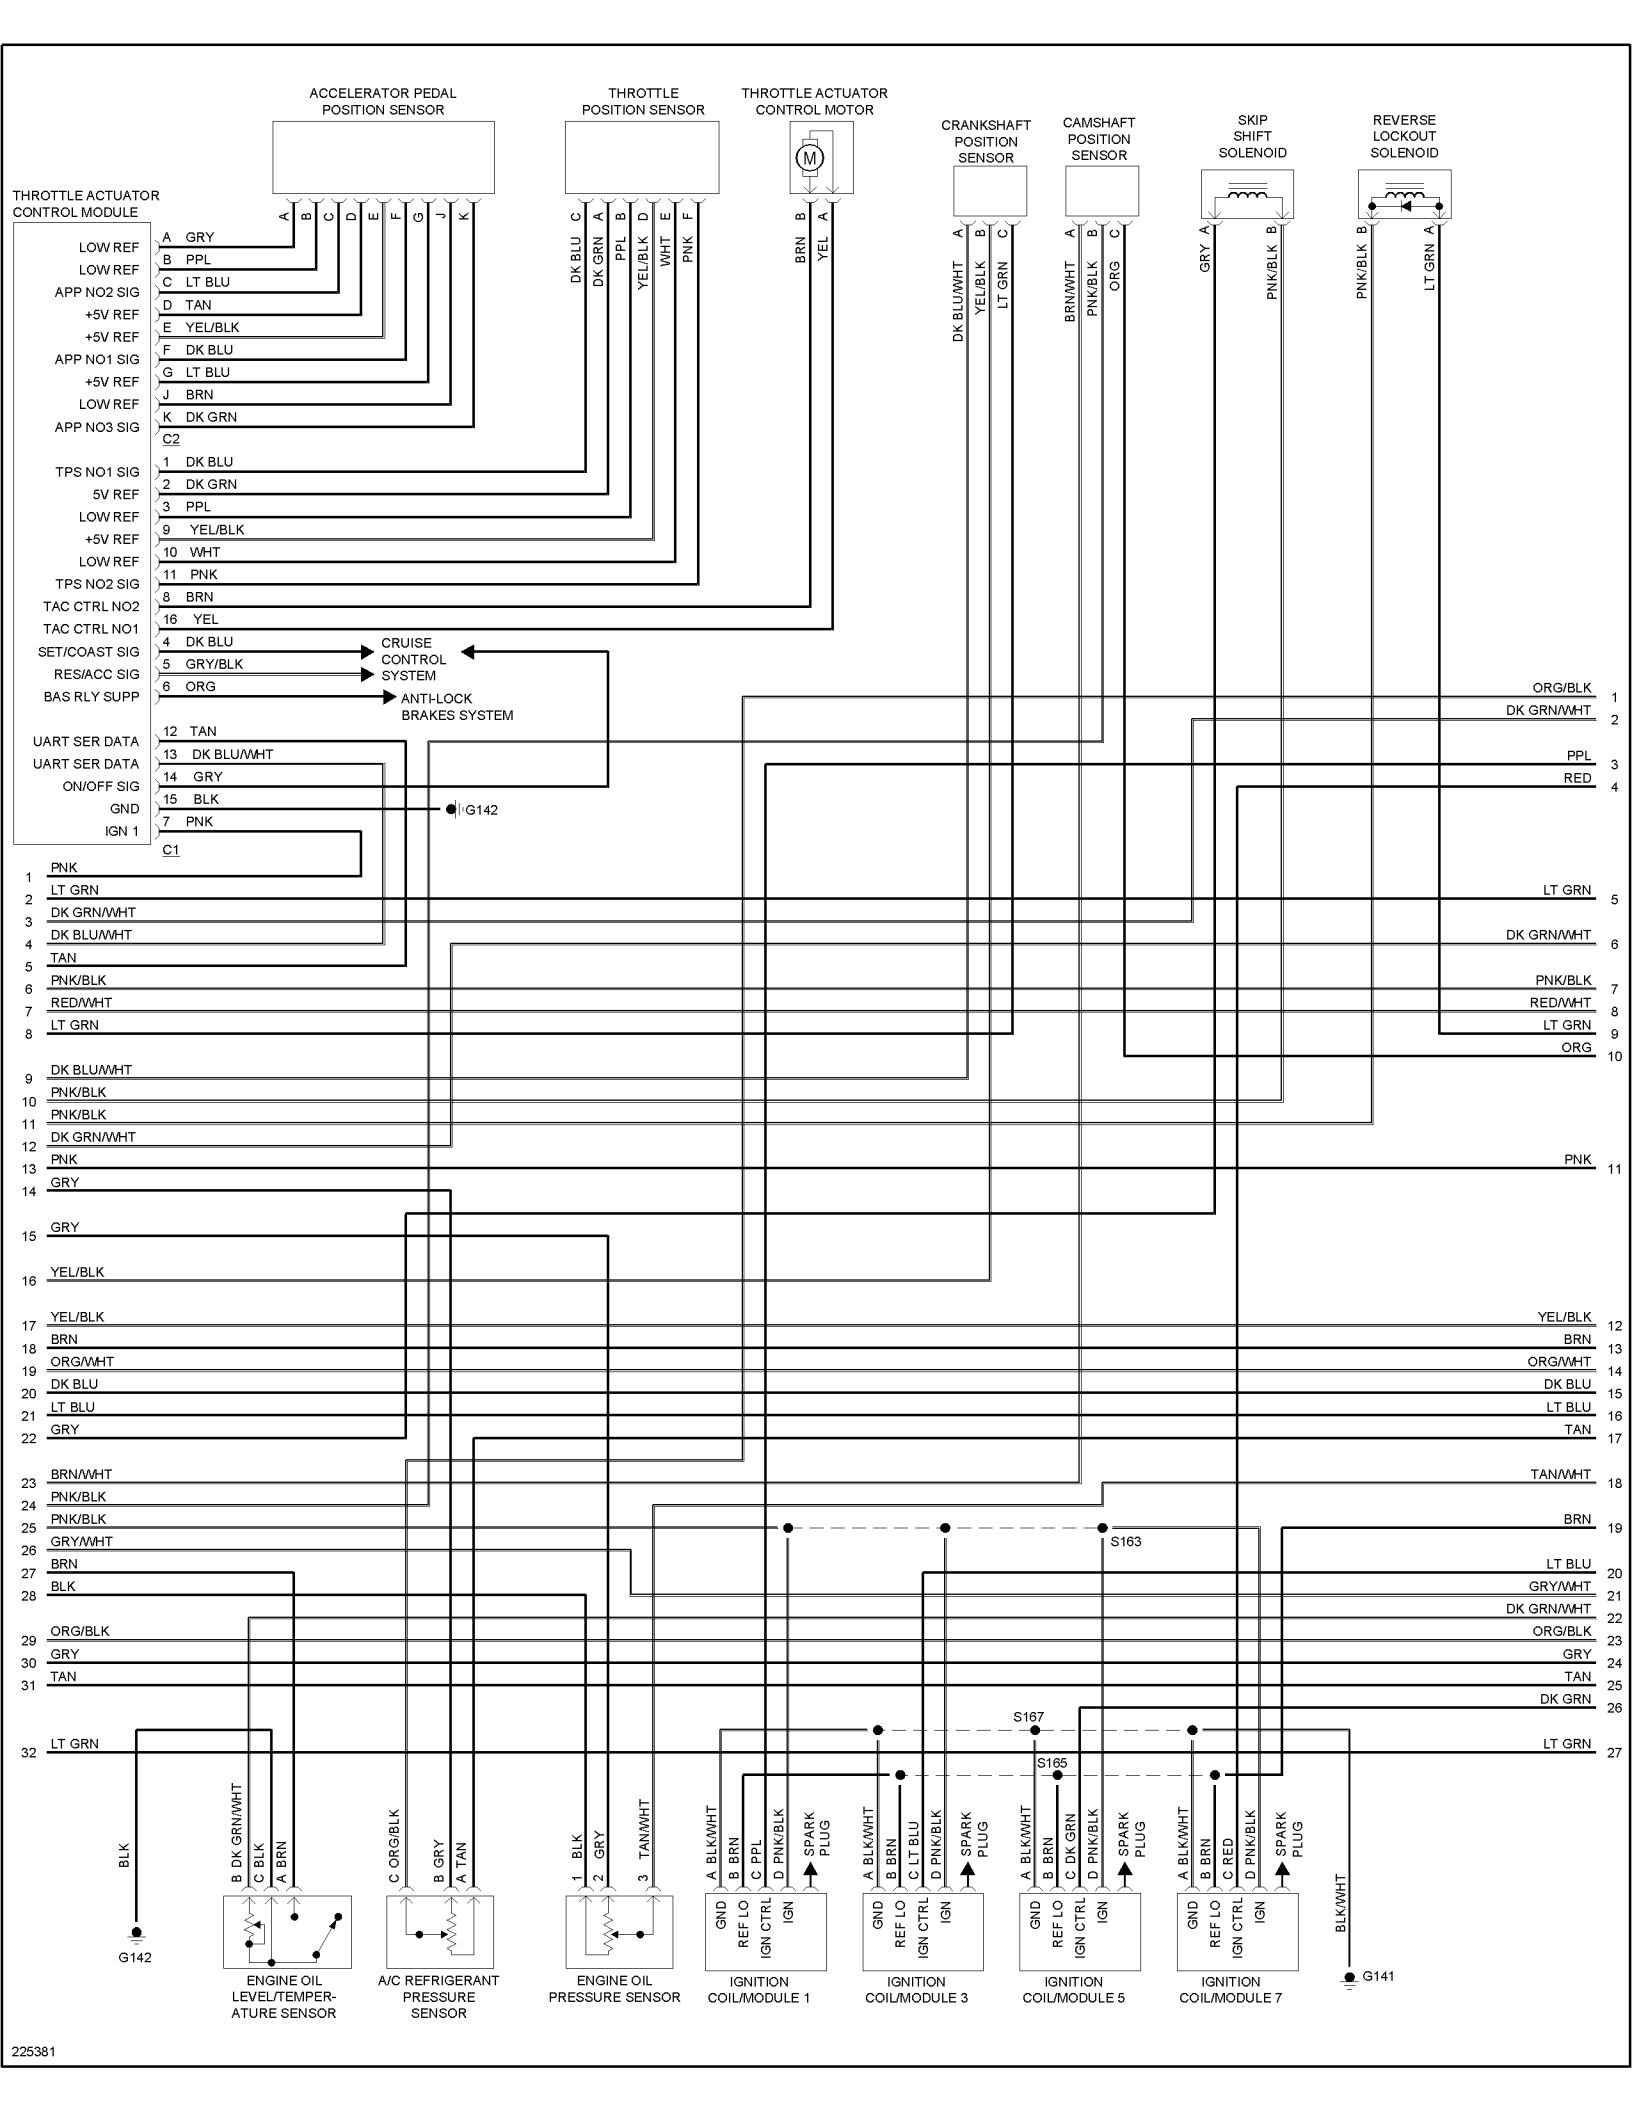 ACCELERATOR PEDAL
POSITION SENSOR
THROTTLE
POSITION SENSOR
THROTTLE ACTUATOR
CONTROL MOTOR
M
CRANKSHAFT
POSITION
SENSOR
CAMSHAFT
POSITION
SENSOR
SKIP
SHIFT
SOLENOID
REVERSE
LOCKOUT
SOLENOID
THROTTLE ACTUATOR
CONTROL MODULE
A B C D E F G J K
C A B D E F
DK BLU DK GRN PPL YEL/BLK WHT PNK
B A
BRN YEL
A B C
DK BLU/WHT YEL/BLK LT GRN
A B C
BRN/WHT PNK/BLK ORG
A B
GRY PNK/BLK
B A
PNK/BLK LT GRN
LOW REF A GRY
LOW REF B PPL
APP NO2 SIG C LT BLU
+5V REF D TAN
+5V REF E YEL/BLK
APP NO1 SIG F DK BLU
+5V REF G LT BLU
LOW REF J BRN
APP NO3 SIG K DK GRN
C2
TPS NO1 SIG 1 DK BLU
5V REF 2 DK GRN
LOW REF 3 PPL
+5V REF 9 YEL/BLK
LOW REF 10 WHT
TPS NO2 SIG 11 PNK
TAC CTRL NO2 8 BRN
TAC CTRL NO1 16 YEL
SET/COAST SIG 4 DK BLU
RES/ACC SIG 5 GRY/BLK
BAS RLY SUPP 6 ORG
CRUISE
CONTROL
SYSTEM
ANTI-LOCK
BRAKES SYSTEM
UART SER DATA 12 TAN
UART SER DATA 13 DK BLU/WHT
ON/OFF SIG 14 GRY
GND 15 BLK
G142
IGN 1 7 PNK
C1
ORG/BLK 1
DK GRN/WHT 2
PPL 3
RED 4
1 PNK
2 LT GRN LT GRN 5
3 DK GRN/WHT
4 DK BLU/WHT DK GRN/WHT 6
5 TAN
6 PNK/BLK PNK/BLK 7
7 RED/WHT RED/WHT 8
8 LT GRN LT GRN 9
ORG 10
9 DK BLU/WHT
10 PNK/BLK
11 PNK/BLK
12 DK GRN/WHT
13 PNK PNK 11
14 GRY
15 GRY
16 YEL/BLK
17 YEL/BLK YEL/BLK 12
18 BRN BRN 13
19 ORG/WHT ORG/WHT 14
20 DK BLU DK BLU 15
21 LT BLU LT BLU 16
22 GRY TAN 17
23 BRN/WHT TAN/WHT 18
24 PNK/BLK
25 PNK/BLK BRN 19
S163
26 GRY/WHT
27 BRN LT BLU 20
28 BLK GRY/WHT 21
DK GRN/WHT 22
29 ORG/BLK ORG/BLK 23
30 GRY GRY 24
31 TAN TAN 25
DK GRN 26
S167
32 LT GRN LT GRN 27
S165
BLK
G142
B DK GRN/WHT
C BLK
A BRN
C ORG/BLK
B GRY
A TAN
1 BLK
2 GRY
3 TAN/WHT
A BLK/WHT
B BRN
C PPL
D PNK/BLK
SPARK
PLUG
A BLK/WHT
B BRN
C LT BLU
D PNK/BLK
SPARK
PLUG
A BLK/WHT
B BRN
C DK GRN
D PNK/BLK
SPARK
PLUG
A BLK/WHT
B BRN
C RED
D PNK/BLK
SPARK
PLUG
BLK/WHT
G141
GND
REF LO
IGN CTRL
IGN
GND
REF LO
IGN CTRL
IGN
GND
REF LO
IGN CTRL
IGN
GND
REF LO
IGN CTRL
IGN
ENGINE OIL
LEVEL/TEMPER-
ATURE SENSOR
A/C REFRIGERANT
PRESSURE
SENSOR
ENGINE OIL
PRESSURE SENSOR
IGNITION
COIL/MODULE 1
IGNITION
COIL/MODULE 3
IGNITION
COIL/MODULE 5
IGNITION
COIL/MODULE 7
225381